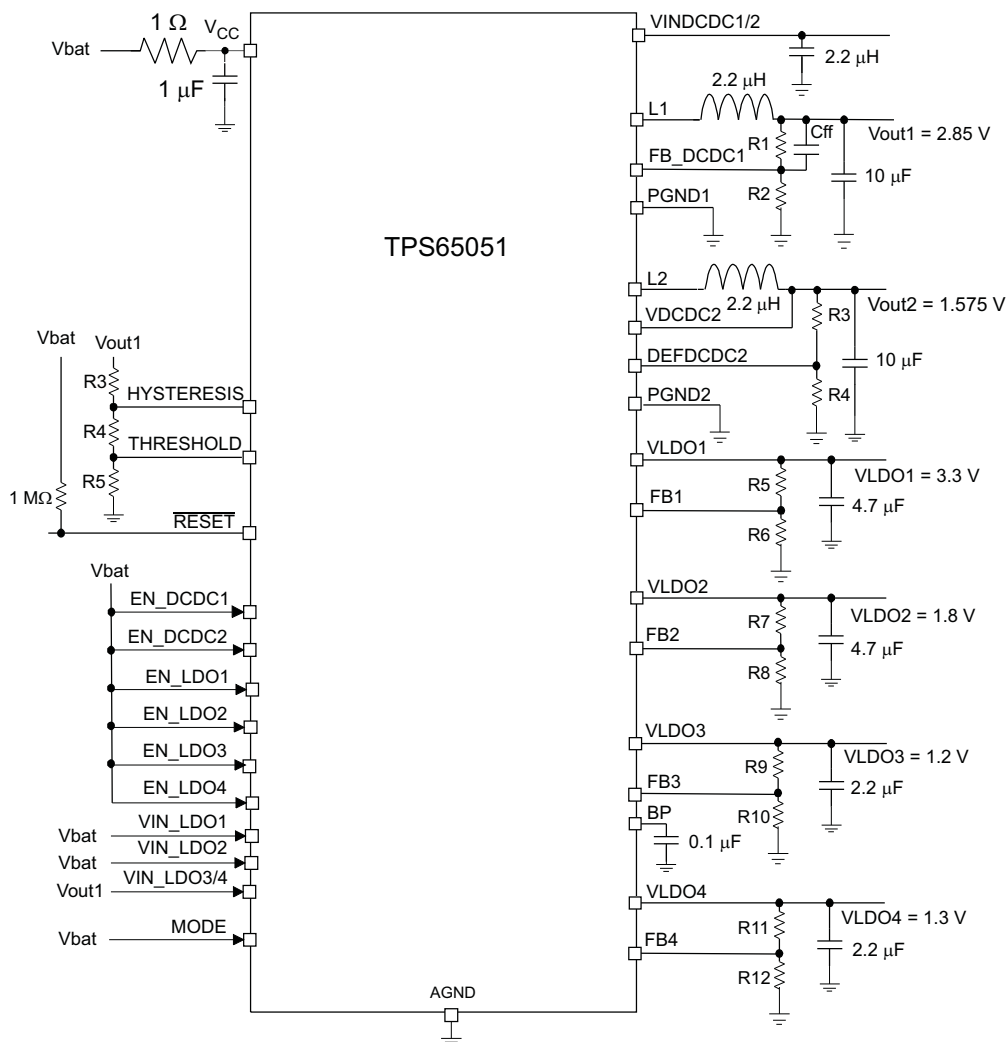 1 Ω
Vbat
VCC
1 μF
TPS65051
VINDCDC1/2
2.2 μH
2.2 μH
L1
R1
Cff
Vout1 = 2.85 V
FB_DCDC1
R2
10 μF
PGND1
L2
2.2 μH
R3
Vout2 = 1.575 V
VDCDC2
DEFDCDC2
10 μF
R4
PGND2
Vbat
Vout1
R3
HYSTERESIS
R4
THRESHOLD
R5
1 MΩ
RESET
VLDO1
R5
VLDO1 = 3.3 V
4.7 μF
FB1
R6
Vbat
EN_DCDC1
EN_DCDC2
EN_LDO1
EN_LDO2
EN_LDO3
EN_LDO4
Vbat
VIN_LDO1
Vbat
VIN_LDO2
Vout1
VIN_LDO3/4
Vbat
MODE
VLDO2
R7
VLDO2 = 1.8 V
FB2
4.7 μF
R8
VLDO3
R9
VLDO3 = 1.2 V
FB3
2.2 μF
R10
BP
0.1 μF
VLDO4
R11
VLDO4 = 1.3 V
FB4
2.2 μF
R12
AGND